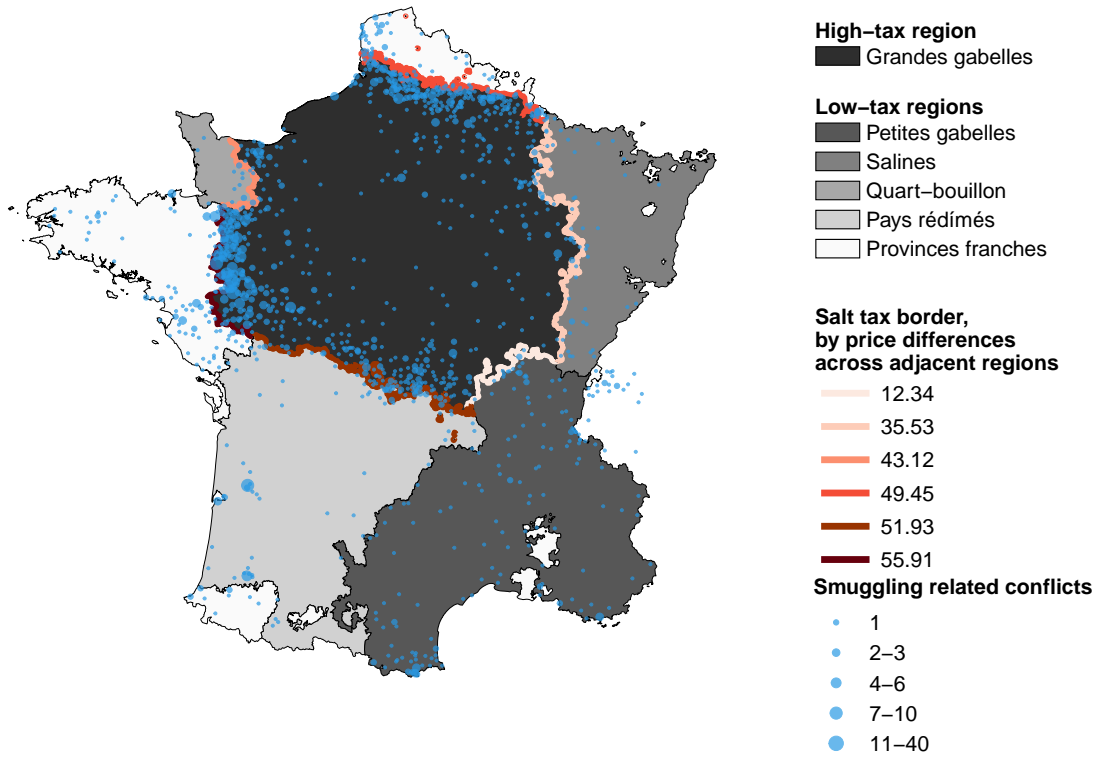 High−tax region
Grandes gabelles
Low−tax regions
Petites gabelles
Salines
Quart−bouillon
Pays rédímés
Provinces franches
Salt tax border,
by price differences
across adjacent regions
12.34
35.53
43.12
49.45
51.93
55.91
Smuggling related conflicts
1
2−3
4−6
7−10
11−40